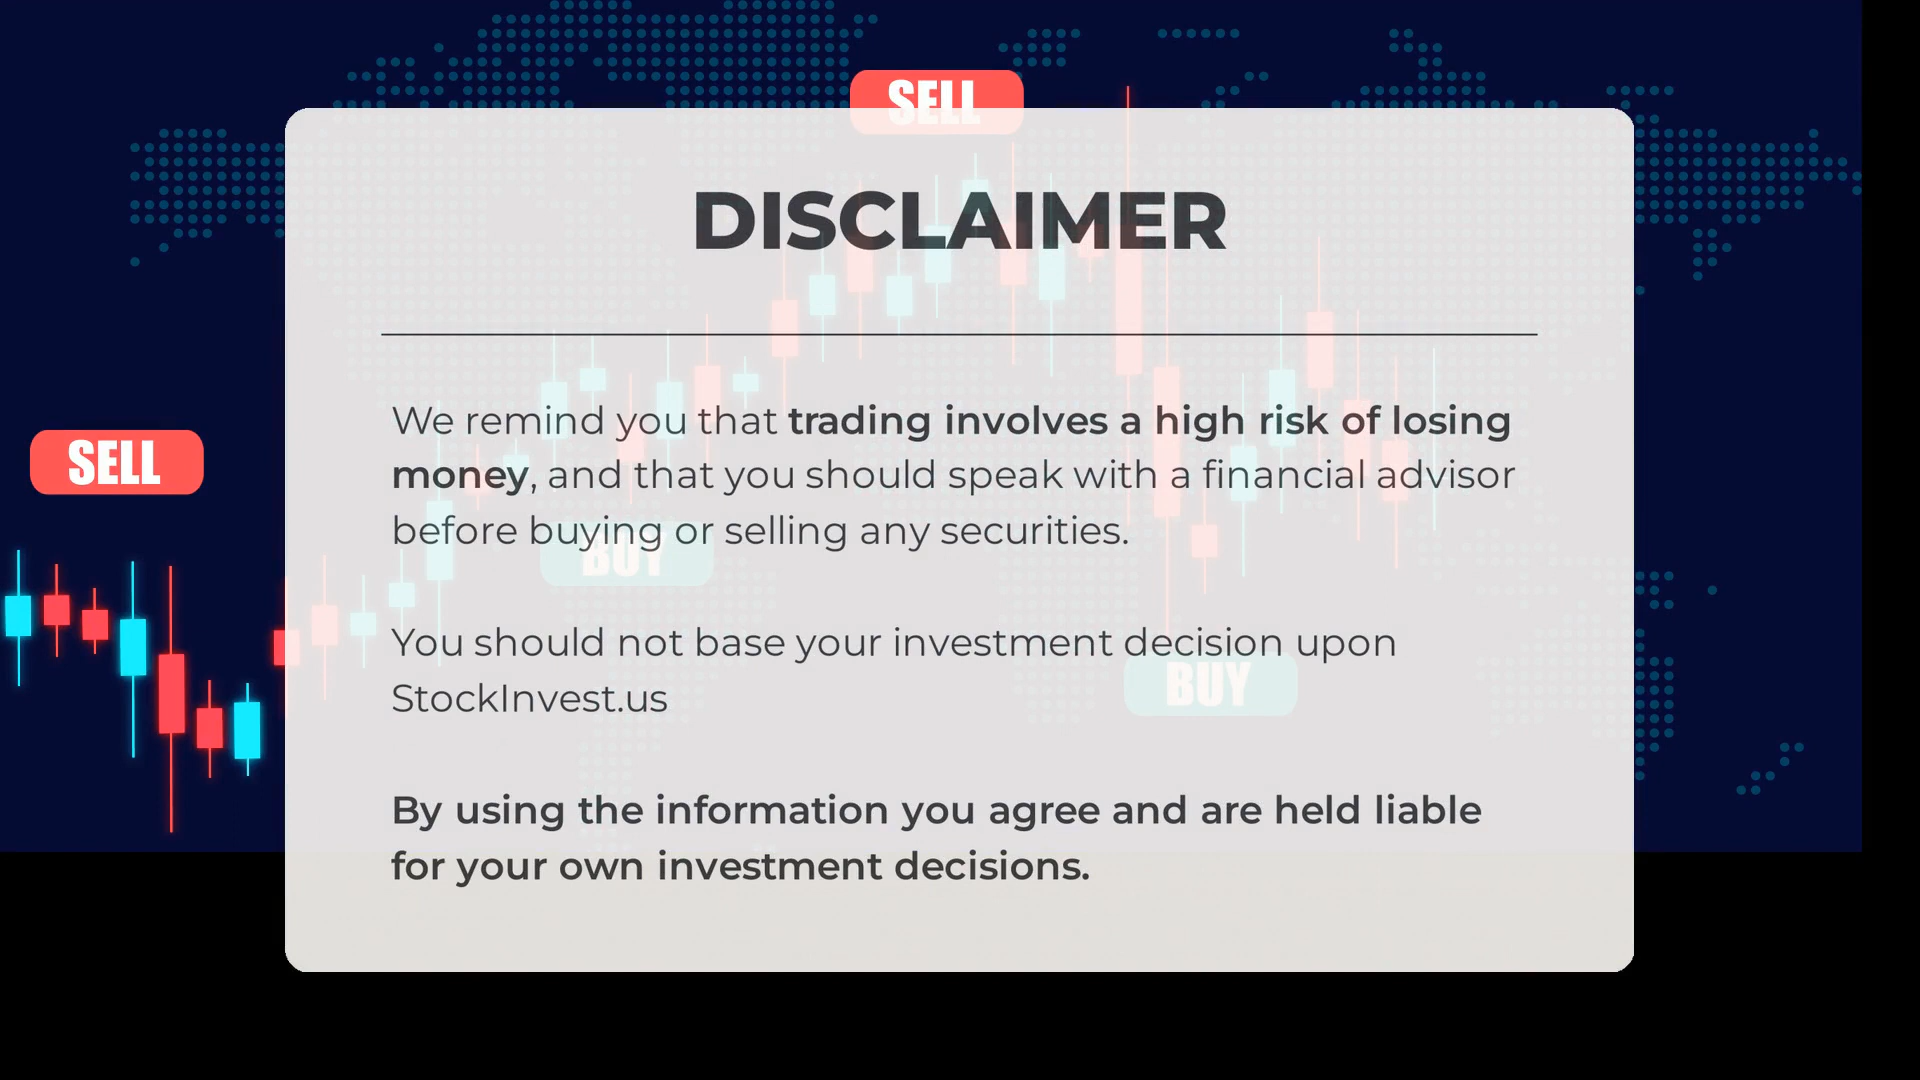 SELL
DISCLAIMER
We remind you that trading involves a high risk of losing
money, and that you should speak with a financial advisor
before buying or selling any securities.
SELL
BUY
You should not base your investment decision upon
StockInvest.us
BUY
By using the information you agree and are held liable
for your own investment decisions.